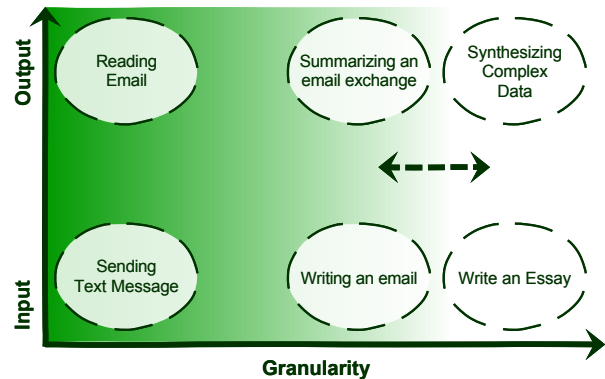 Output
Reading
Email
Summarizing an
email exchange
Synthesizing
Complex
Data
Input
Sending
Text Message
Writing an email
Write an Essay
Granularity